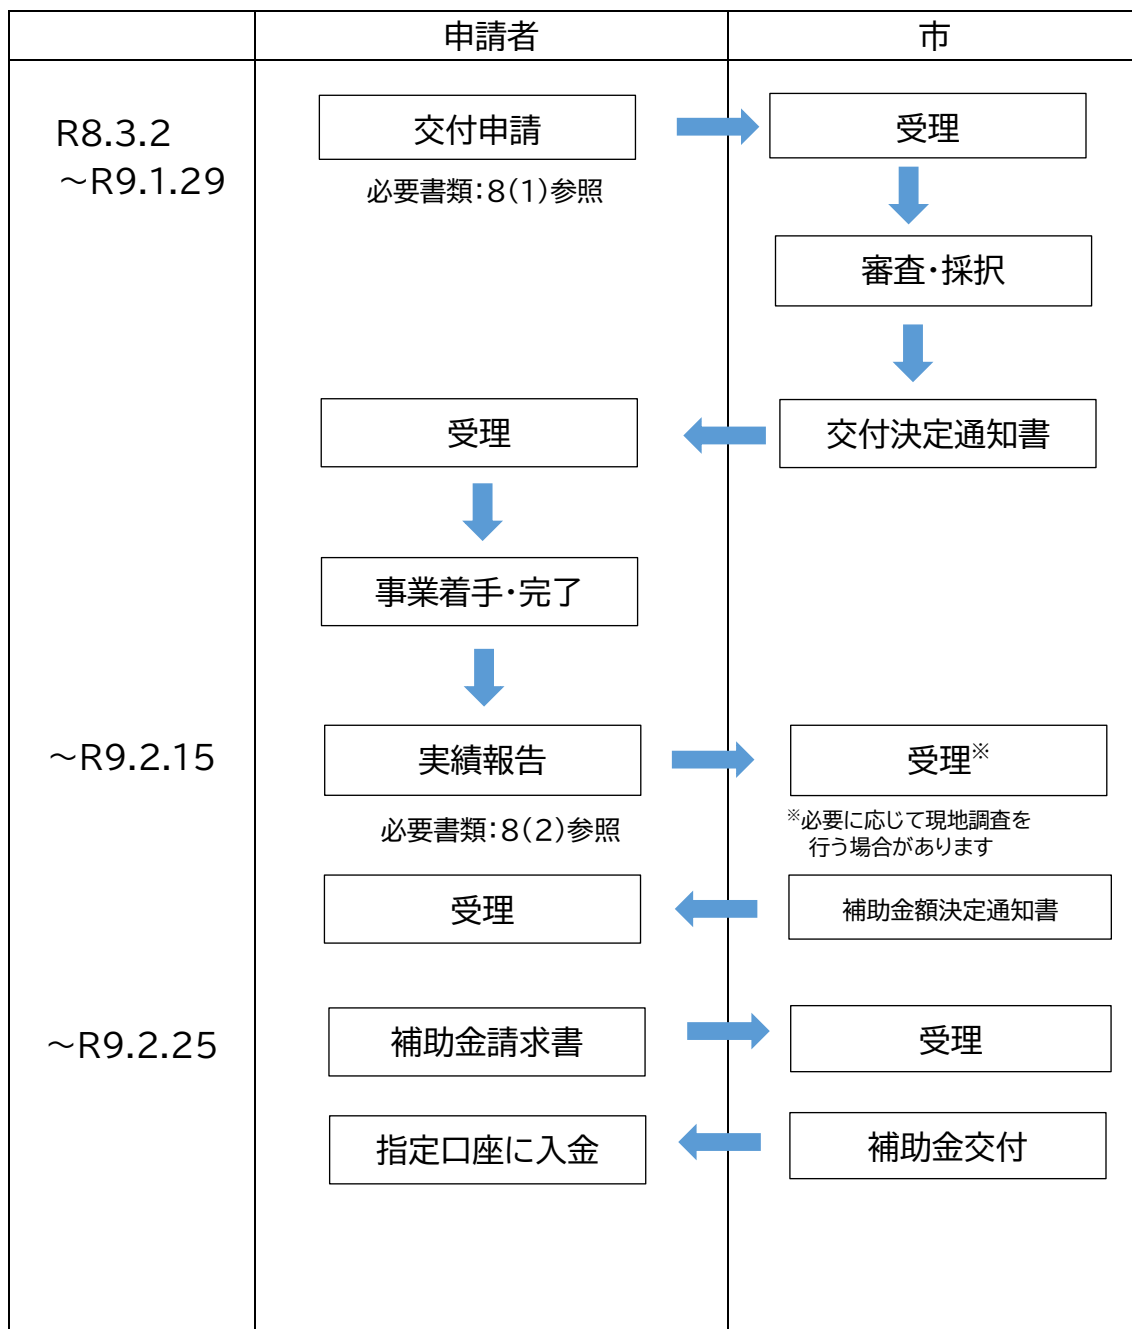 申請者
市
R8.3.2
～R9.1.29
交付申請
受理
必要書類：8(1)参照
審査・採択
受理
交付決定通知書
事業着手・完了
～R9.2.15
実績報告
受理※
必要書類：8(2)参照
※必要に応じて現地調査を
行う場合があります
受理
補助金額決定通知書
～R9.2.25
補助金請求書
受理
指定口座に入金
補助金交付